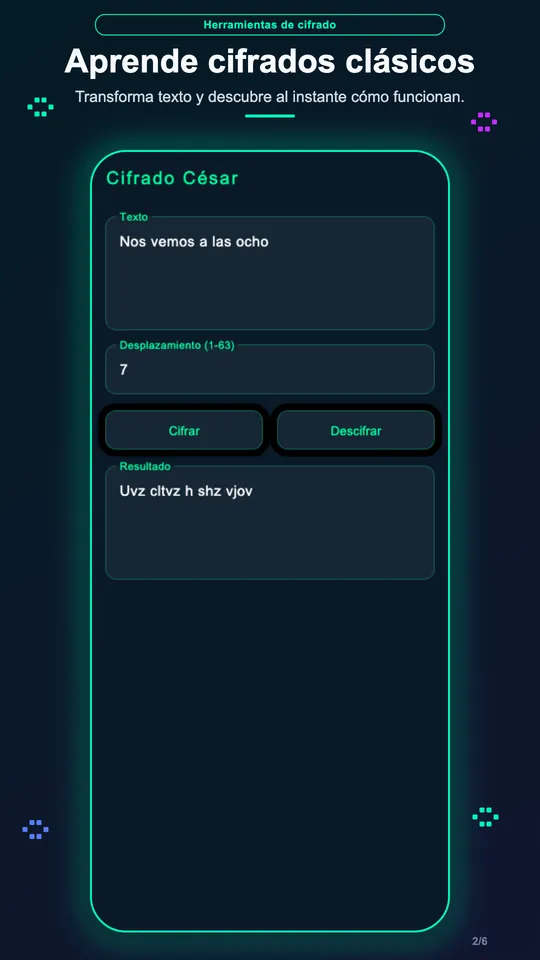 Herramientas de cifrado
Aprende cifrados clásicos
Transforma texto y descubre al instante cómo funcionan.
Cifrado César
Texto
Nos vemos a las ocho
Desplazamiento (1-63)
7
Cifrar
Descifrar
Resultado
Uvz cltvz h shz vjov
2/6